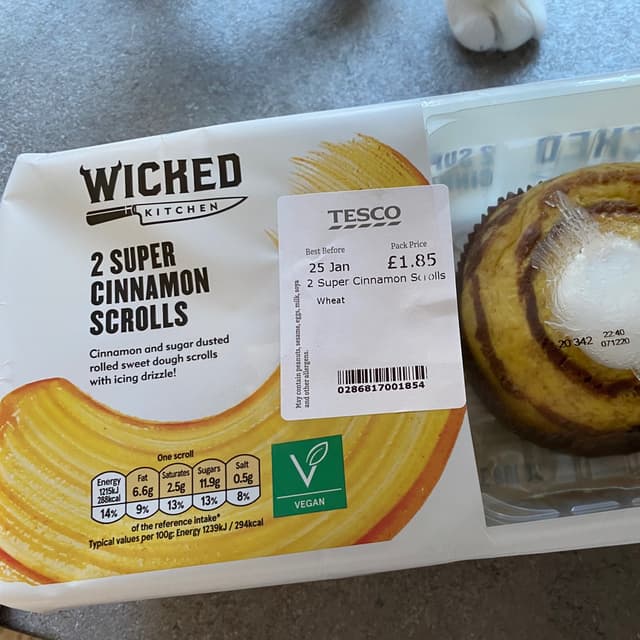 WICKED
KITCHEN
2 SUPER
CINNAMON
SCROLLS
Cinnamon and sugar dusted
rolled sweet dough scrolls
with icing drizzle!
One scroll
Energy
1215kJ
288kcal
14%
Fat
6.6g
9%
Saturates
2.5g
13%
Sugars
11.9g
13%
Salt
0.5g
8%
of the reference intake*
Typical values per 100g: Energy 1239kJ / 294kcal
VEGAN
TESCO
Best Before
Pack Price
25 Jan
£1.85
2 Super Cinnamon Scrolls
Wheat
May contain peanuts, sesame, eggs, milk, soya
and other allergens.
0286817001854
20 342
22:40
071220